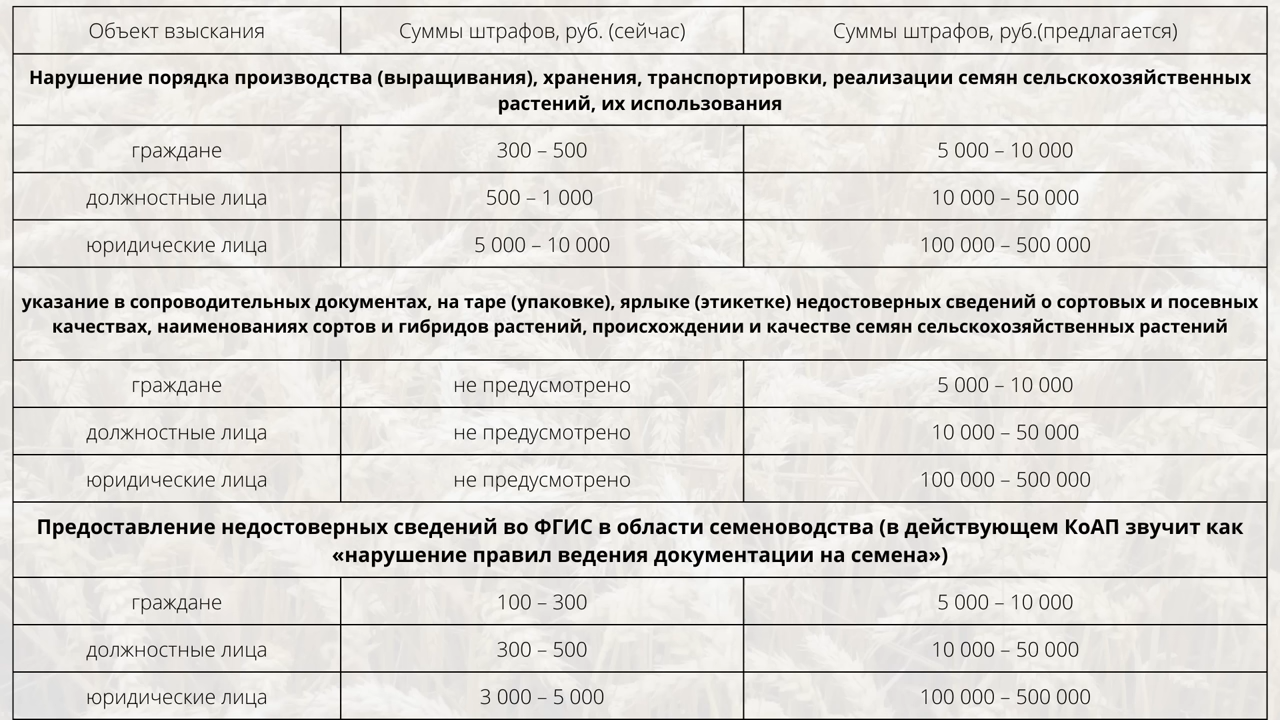 Объект взыскания Суммы штрафов, руб. (сейчас) Суммы штрафов, руб.(предлагается)
Нарушение порядка производства (выращивания), хранения, транспортировки, реализации семян сельскохозяйственных
растений, их использования
граждане 300 – 500 5 000 – 10 000
должностные лица 500 – 1 000 10 000 – 50 000
юридические лица 5 000 – 10 000 100 000 – 500 000
указание в сопроводительных документах, на таре (упаковке), ярлыке (этикетке) недостоверных сведений о сортовых и посевных
качествах, наименованиях сортов и гибридов растений, происхождении и качестве семян сельскохозяйственных растений
граждане не предусмотрено 5 000 – 10 000
должностные лица не предусмотрено 10 000 – 50 000
юридические лица не предусмотрено 100 000 – 500 000
Предоставление недостоверных сведений во ФГИС в области семеноводства (в действующем КоАП звучит как
«нарушение правил ведения документации на семена»)
граждане 100 – 300 5 000 – 10 000
должностные лица 300 – 500 10 000 – 50 000
юридические лица 3 000 – 5 000 100 000 – 500 000